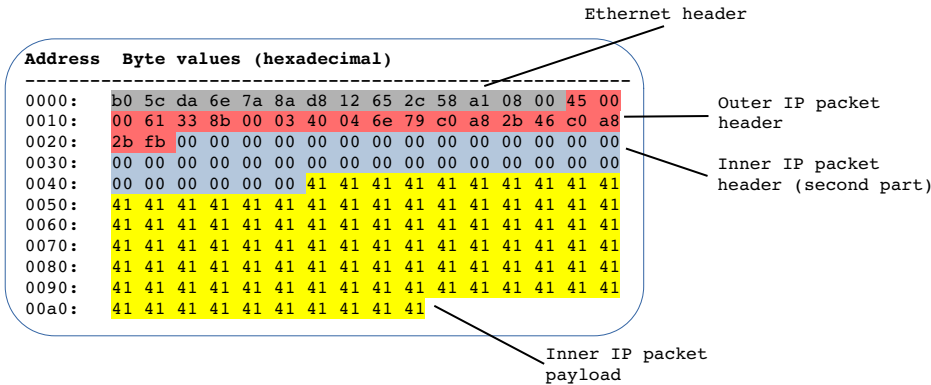 Ethernet header
Address  Byte values (hexadecimal)
-----------------------------------------------------
0000:  b0 5c da 6e 7a 8a d8 12 65 2c 58 a1 08 00 45 00
0010:  00 61 33 8b 00 03 40 04 6e 79 c0 a8 2b 46 c0 a8
0020:  2b fb 00 00 00 00 00 00 00 00 00 00 00 00 00 00
0030:  00 00 00 00 00 00 00 00 00 00 00 00 00 00 00 00
0040:  00 00 00 00 00 00 41 41 41 41 41 41 41 41 41 41
0050:  41 41 41 41 41 41 41 41 41 41 41 41 41 41 41 41
0060:  41 41 41 41 41 41 41 41 41 41 41 41 41 41 41 41
0070:  41 41 41 41 41 41 41 41 41 41 41 41 41 41 41 41
0080:  41 41 41 41 41 41 41 41 41 41 41 41 41 41 41 41
0090:  41 41 41 41 41 41 41 41 41 41 41 41 41 41 41 41
00a0:  41 41 41 41 41 41 41 41 41 41
Outer IP packet
header
Inner IP packet
header (second part)
Inner IP packet
payload